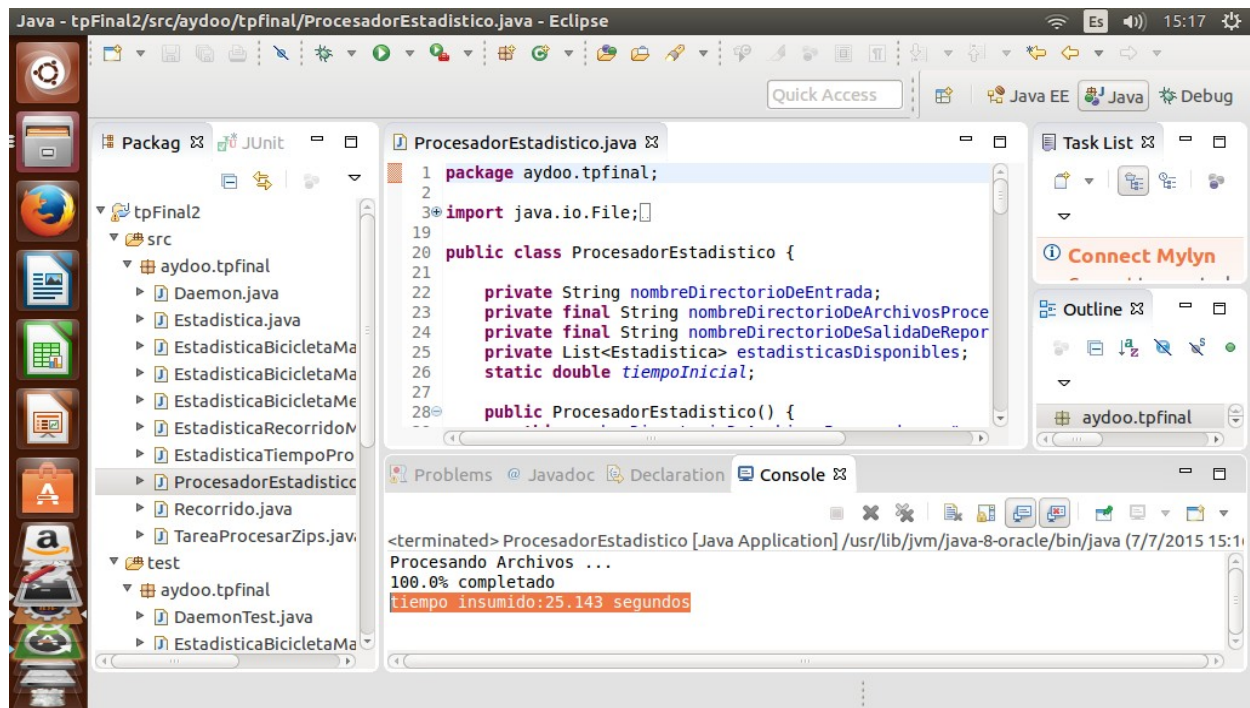 Java - tpFinal2/src/aydoo/tpfinal/ProcesadorEstadistico.java - Eclipse
Es
15:17
Quick Access
Java EE
Java
Debug
Packag
JUnit
tpFinal2
src
aydoo.tpfinal
Daemon.java
Estadistica.java
EstadisticaBicicletaMa
EstadisticaBicicletaMa
EstadisticaBicicletaMe
EstadisticaRecorridoM
EstadisticaTiempoPro
ProcesadorEstadistico
Recorrido.java
TareaProcesarZips.java
test
aydoo.tpfinal
DaemonTest.java
EstadisticaBicicletaMa
ProcesadorEstadistico.java
1 package aydoo.tpfinal;
2
3 import java.io.File;
19
20 public class ProcesadorEstadistico {
21
22 private String nombreDirectorioDeEntrada;
23 private final String nombreDirectorioDeArchivosProce
24 private final String nombreDirectorioDeSalidaDeRepor
25 private List<Estadistica> estadisticasDisponibles;
26 static double tiempoInicial;
27
28 public ProcesadorEstadistico() {
Task List
Connect Mylyn
Outline
aydoo.tpfinal
Problems
@ Javadoc
Declaration
Console
<terminated> ProcesadorEstadistico [Java Application] /usr/lib/jvm/java-8-oracle/bin/java (7/7/2015 15:1
Procesando Archivos ...
100.0% completado
tiempo insumido:25.143 segundos